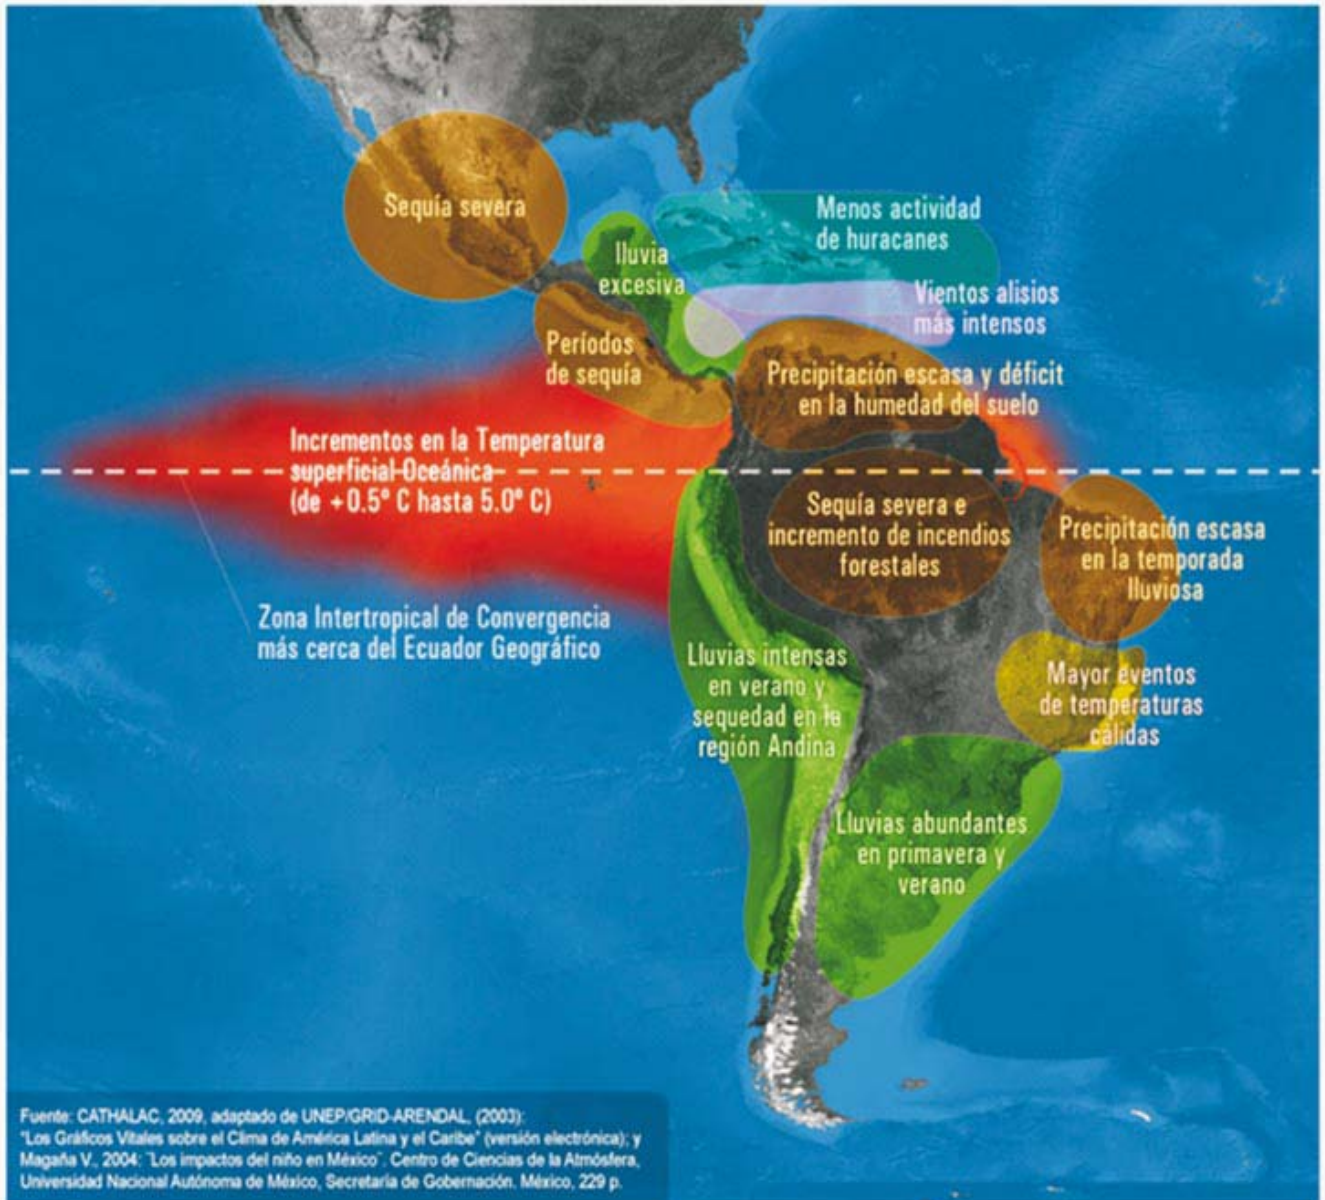 Sequía severa
Menos actividad
de huracanes
lluvia
excesiva
Vientos alisios
más intensos
Períodos
de sequía
Precipitación escasa y déficit
en la humedad del suelo
Incrementos en la Temperatura
superficial Oceánica
(de +0.5º C hasta 5.0º C)
Sequía severa e
incremento de incendios
forestales
Precipitación escasa
en la temporada
lluviosa
Zona Intertropical de Convergencia
más cerca del Ecuador Geográfico
Lluvias intensas
en verano y
sequedad en la
región Andina
Mayor eventos
de temperaturas
cálidas
Lluvias abundantes
en primavera y
verano
Fuente: CATHALAC, 2009, adaptado de UNEP/GRID-ARENDAL, (2003):
"Los Gráficos Vitales sobre el Clima de América Latina y el Caribe" (versión electrónica); y
Magaña V., 2004: "Los impactos del niño en México". Centro de Ciencias de la Atmósfera,
Universidad Nacional Autónoma de México, Secretaría de Gobernación. México, 229 p.